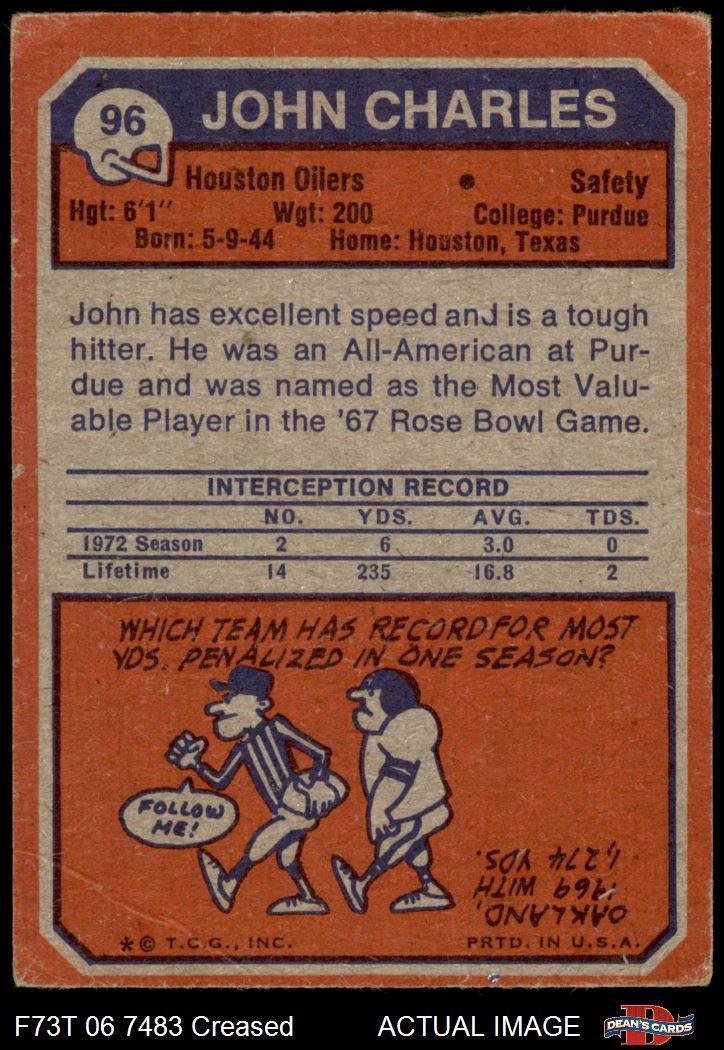 96 JOHN CHARLES
Houston Oilers • Safety
Hgt: 6'1" Wgt: 200 College: Purdue
Born: 5-9-44 Home: Houston, Texas
John has excellent speed and is a tough
hitter. He was an All-American at Pur-
due and was named as the Most Valu-
able Player in the '67 Rose Bowl Game.
INTERCEPTION RECORD
NO. YDS. AVG. TDS.
1972 Season 2 6 3.0 0
Lifetime 14 235 16.8 2
WHICH TEAM HAS RECORD FOR MOST
YDS. PENALIZED IN ONE SEASON?
FOLLOW
ME!
OAKLAND,
1969 WITH
1,274 YDS.
*© T.C.G., INC. PRTD. IN U.S.A.
F73T 06 7483 Creased ACTUAL IMAGE
D
DEAN'S CARDS